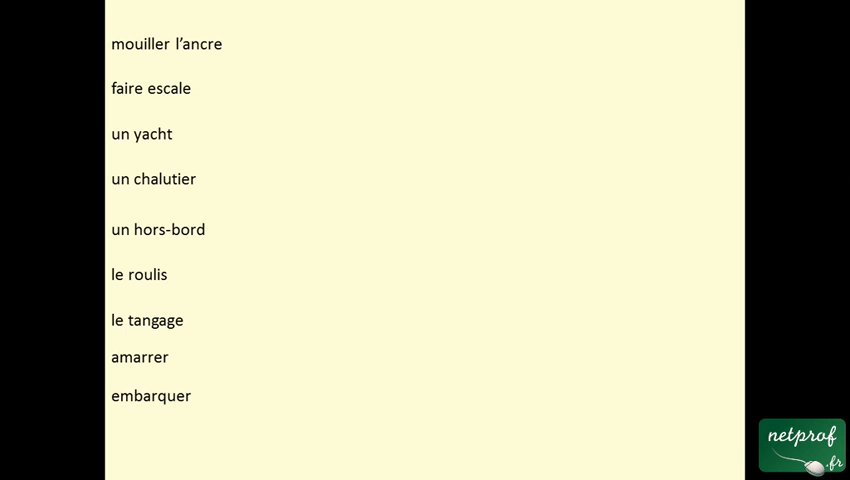 mouiller l’ancre
faire escale
un yacht
un chalutier
un hors-bord
le roulis
le tangage
amarrer
embarquer
netprof
.fr